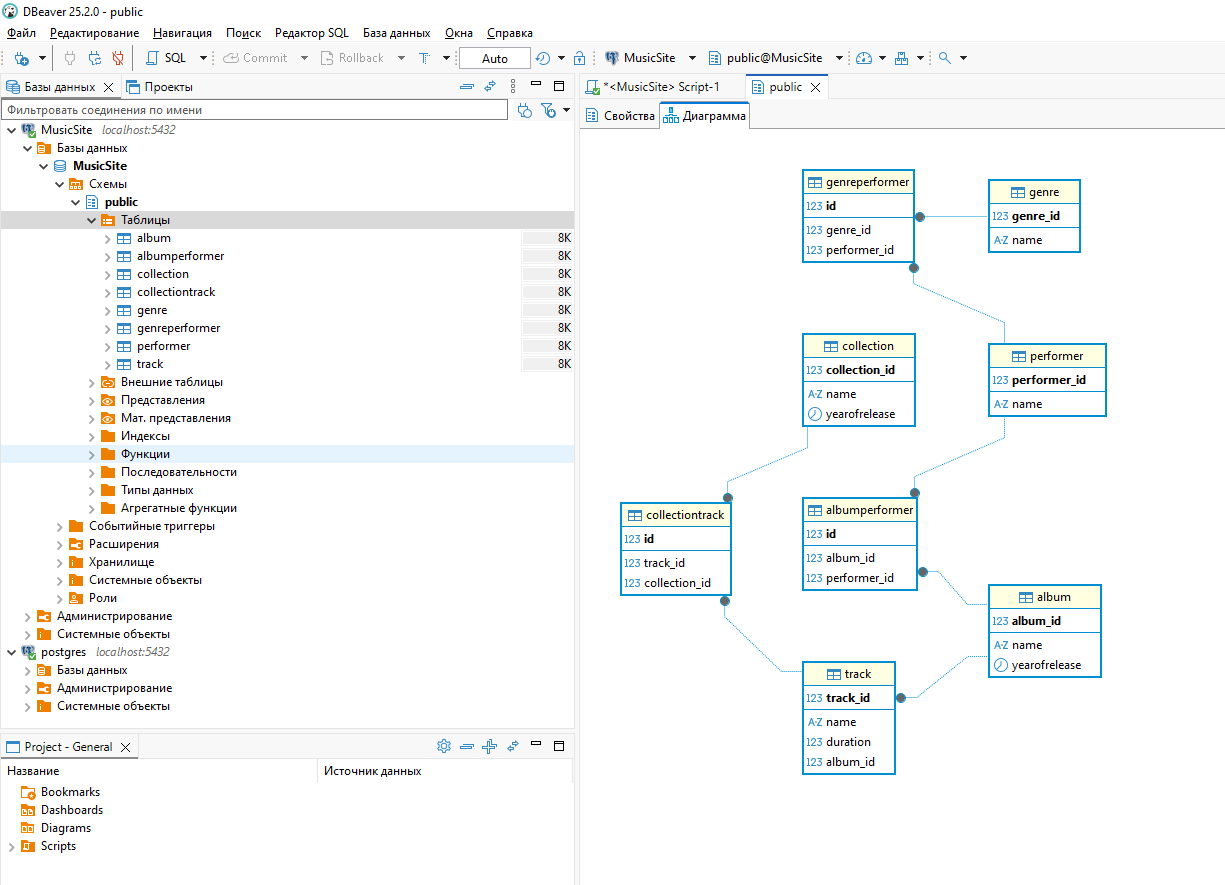 DBeaver 25.2.0 - public
Файл Редактирование Навигация Поиск Редактор SQL База данных Окна Справка
SQL Commit Rollback T Auto MusicSite public@MusicSite
Базы данных Проекты
Фильтровать соединения по имени
MusicSite localhost:5432
Базы данных
MusicSite
Схемы
public
Таблицы
album 8K
albumperformer 8K
collection 8K
collectiontrack 8K
genre 8K
genreperformer 8K
performer 8K
track 8K
Внешние таблицы
Представления
Мат. представления
Индексы
Функции
Последовательности
Типы данных
Агрегатные функции
Событийные триггеры
Расширения
Хранилище
Системные объекты
Роли
Администрирование
Системные объекты
postgres localhost:5432
Базы данных
Администрирование
Системные объекты
Project - General
Название Источник данных
Bookmarks
Dashboards
Diagrams
Scripts
*<MusicSite> Script-1 public
Свойства Диаграмма
genreperformer
123 id
123 genre_id
123 performer_id
genre
123 genre_id
A-Z name
collection
123 collection_id
A-Z name
yearofrelease
performer
123 performer_id
A-Z name
collectiontrack
123 id
123 track_id
123 collection_id
albumperformer
123 id
123 album_id
123 performer_id
album
123 album_id
A-Z name
yearofrelease
track
123 track_id
A-Z name
123 duration
123 album_id